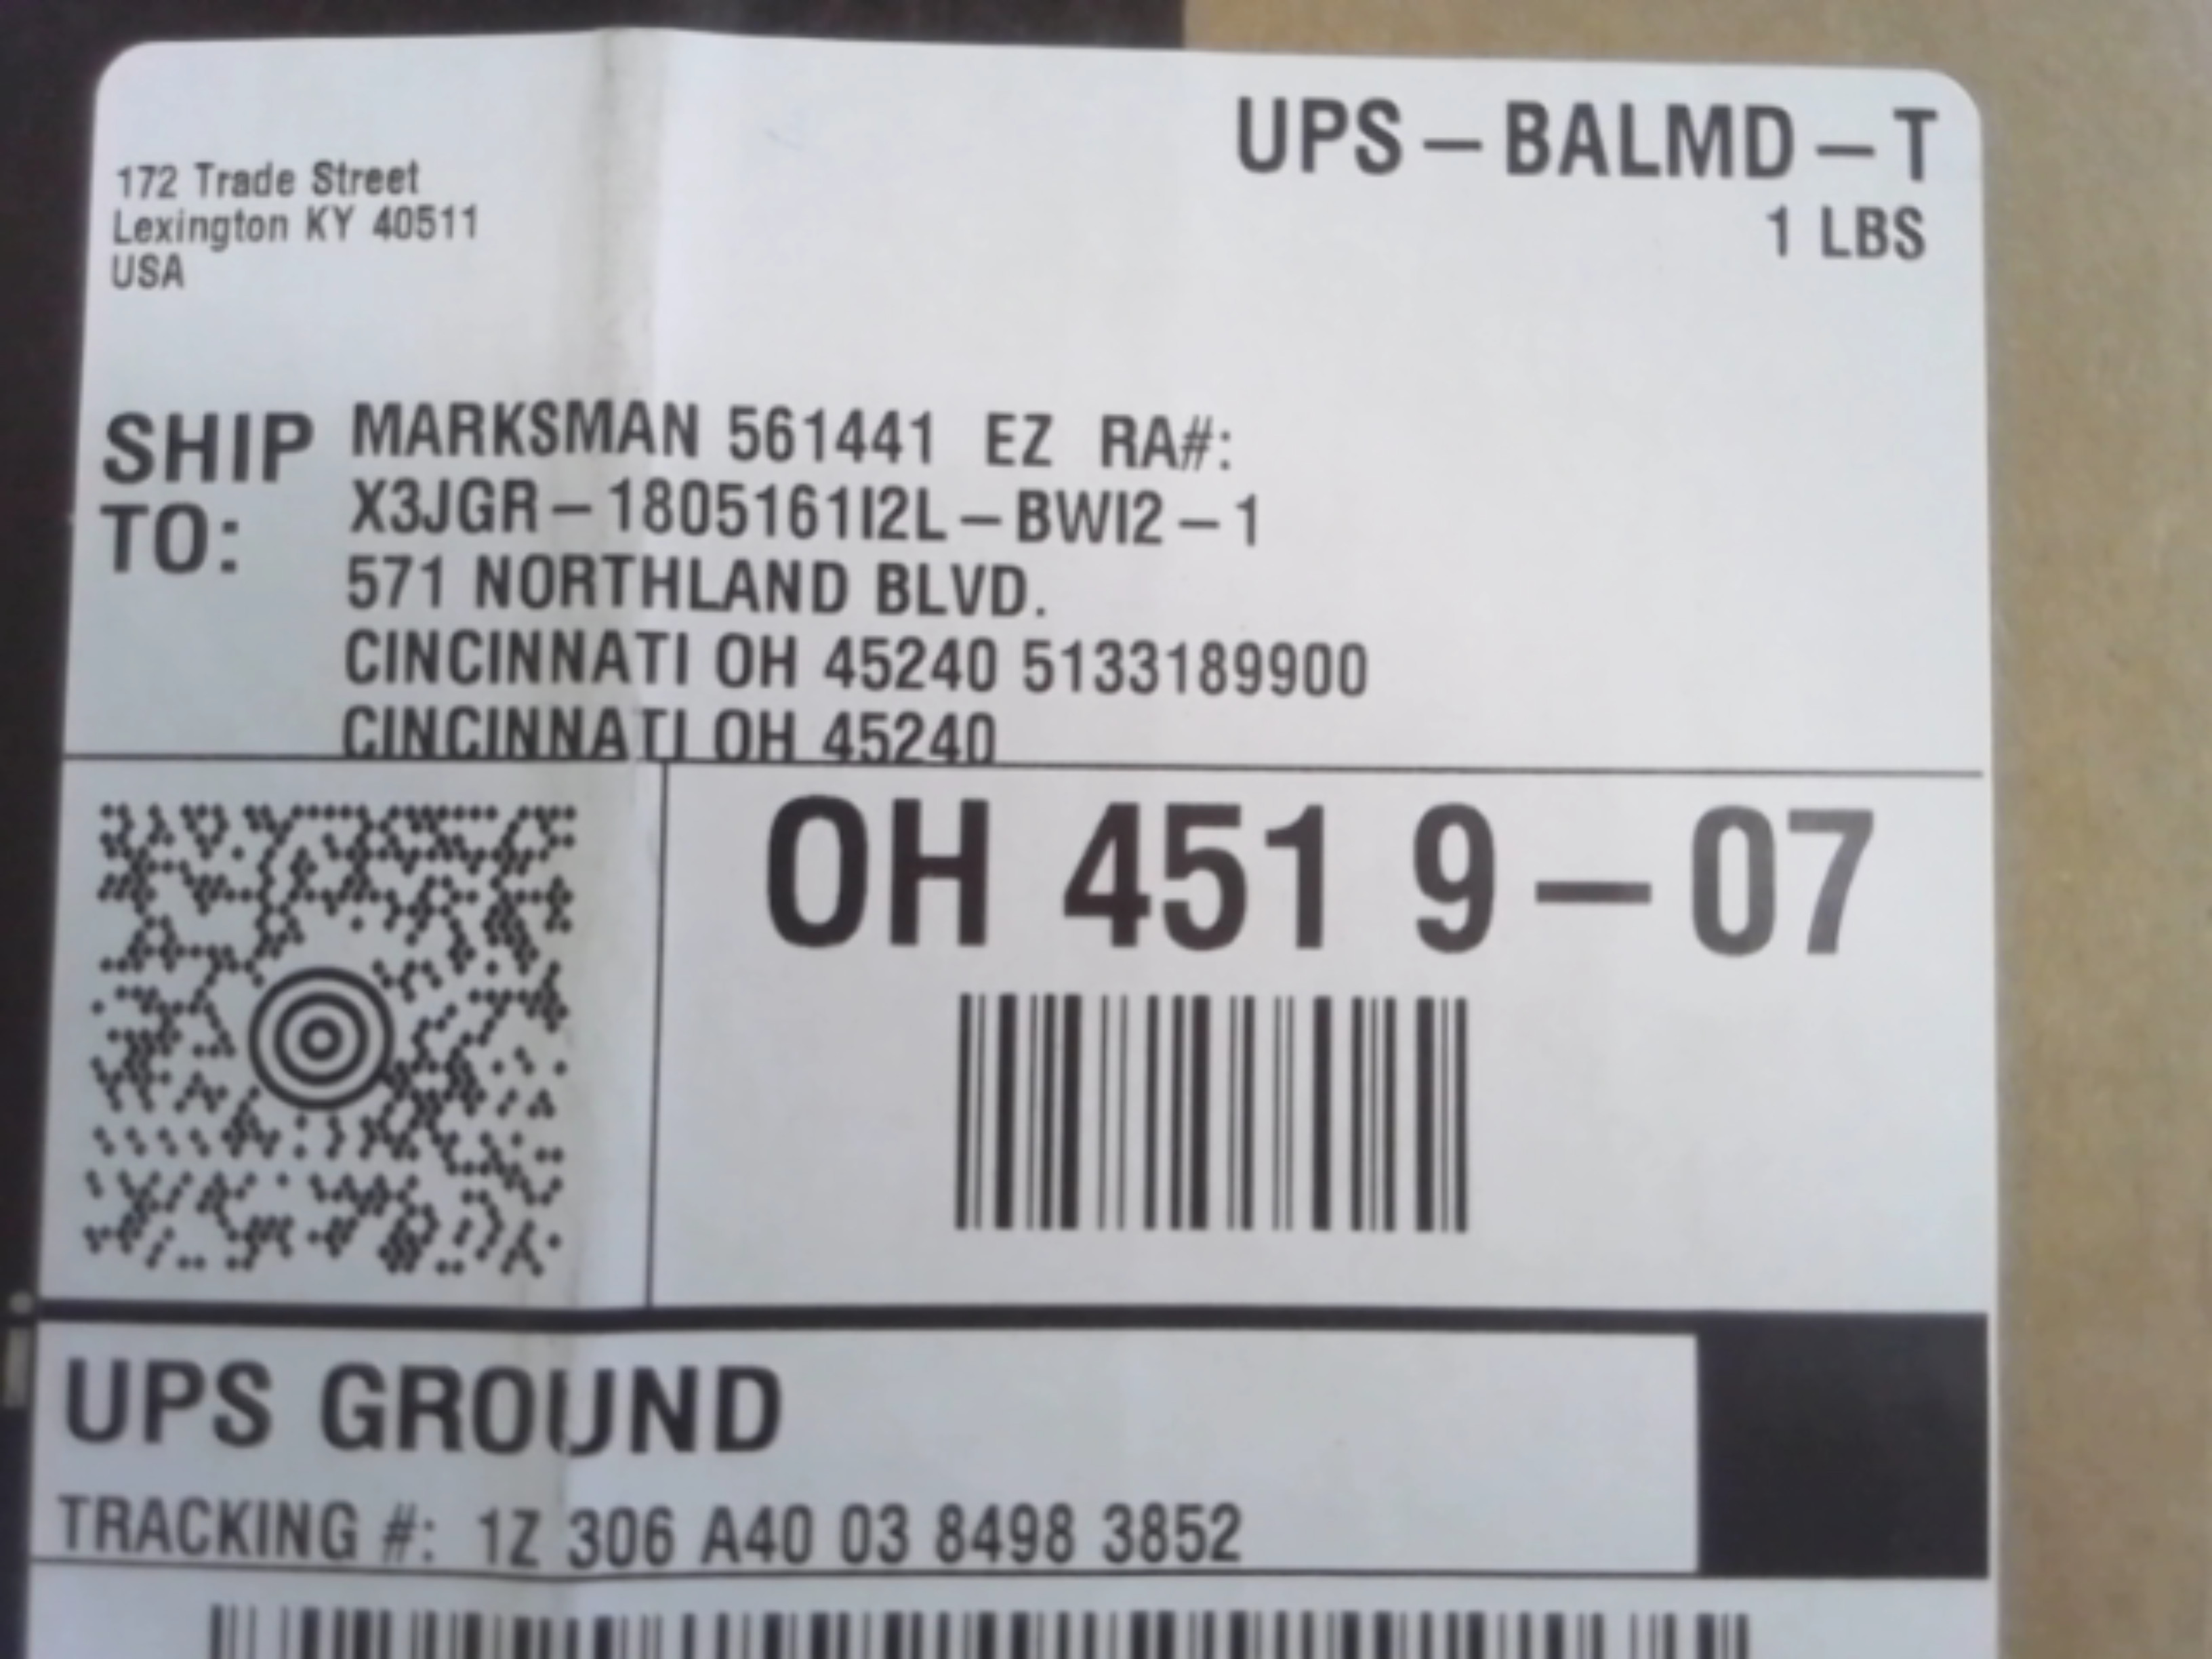 UPS – BALMD – T
1 LBS
172 Trade Street
Lexington KY 40511
USA
SHIP TO:
MARKSMAN 561441 EZ RA#:
X3JGR – 1805161I2L – BWI2 – 1
571 NORTHLAND BLVD.
CINCINNATI OH 45240 5133189900
CINCINNATI OH 45240
OH 451 9 – 07
UPS GROUND
TRACKING #: 1Z 306 A40 03 8498 3852